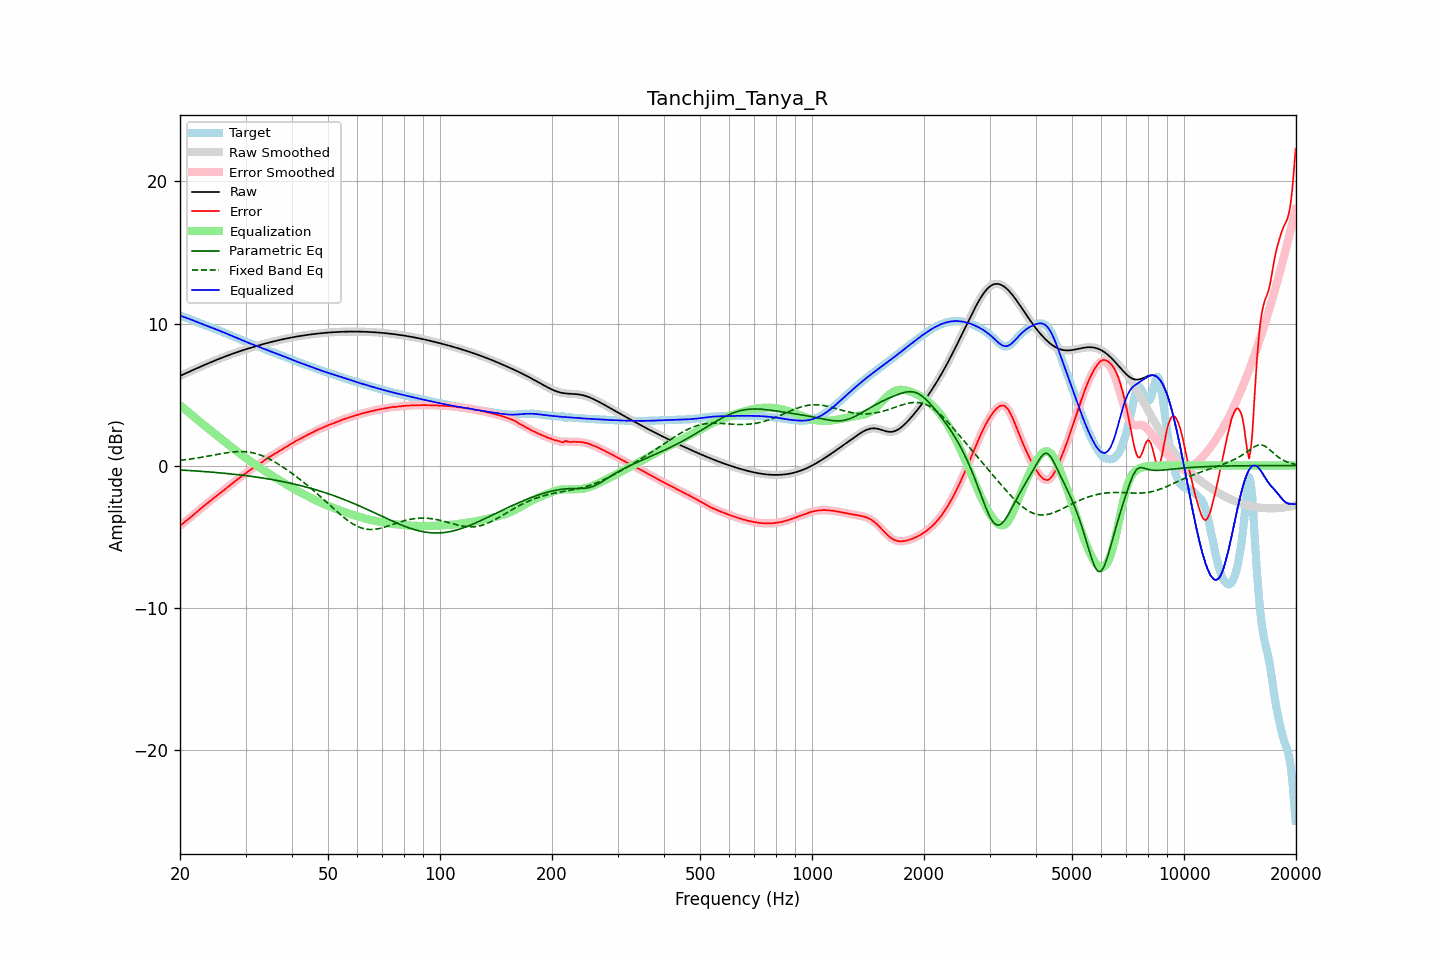 Tanchjim_Tanya_R
Target
Raw Smoothed
Error Smoothed
Raw
Error
Equalization
Parametric Eq
Fixed Band Eq
Equalized
20
10
0
−10
−20
Amplitude (dBr)
20 50 100 200 500 1000 2000 5000 10000 20000
Frequency (Hz)